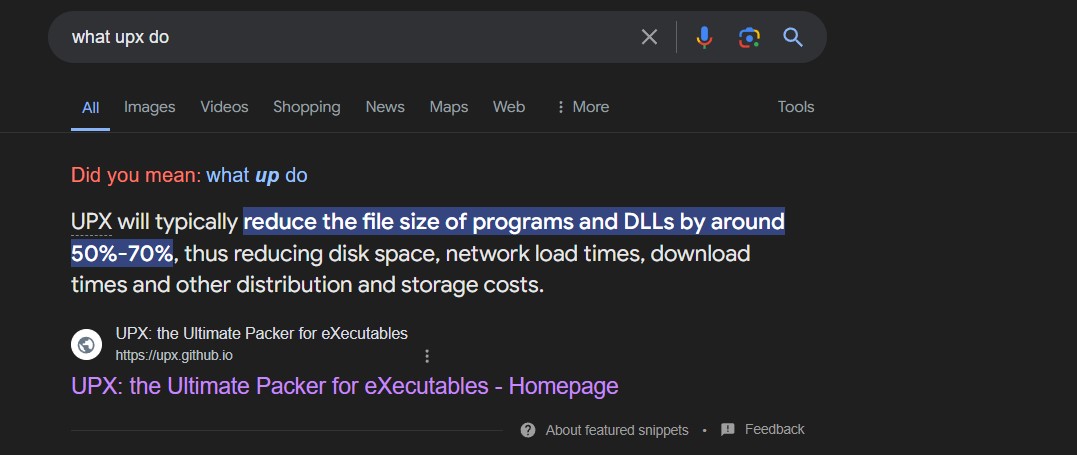 what upx do
All Images Videos Shopping News Maps Web More Tools
Did you mean: what up do
UPX will typically reduce the file size of programs and DLLs by around
50%-70%, thus reducing disk space, network load times, download
times and other distribution and storage costs.
UPX: the Ultimate Packer for eXecutables
https://upx.github.io
UPX: the Ultimate Packer for eXecutables - Homepage
About featured snippets • Feedback